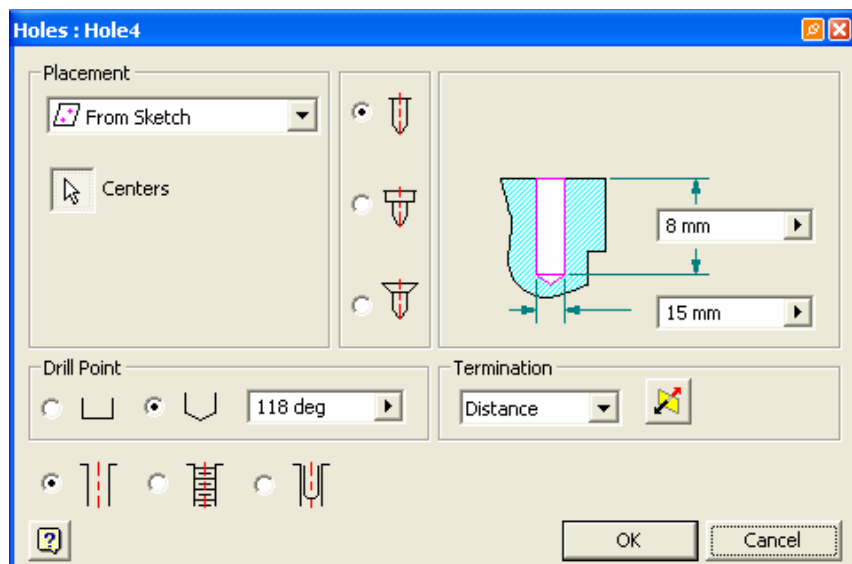 Holes : Hole4
Placement
From Sketch
Centers
8 mm
15 mm
Drill Point
118 deg
Termination
Distance
?
OK
Cancel